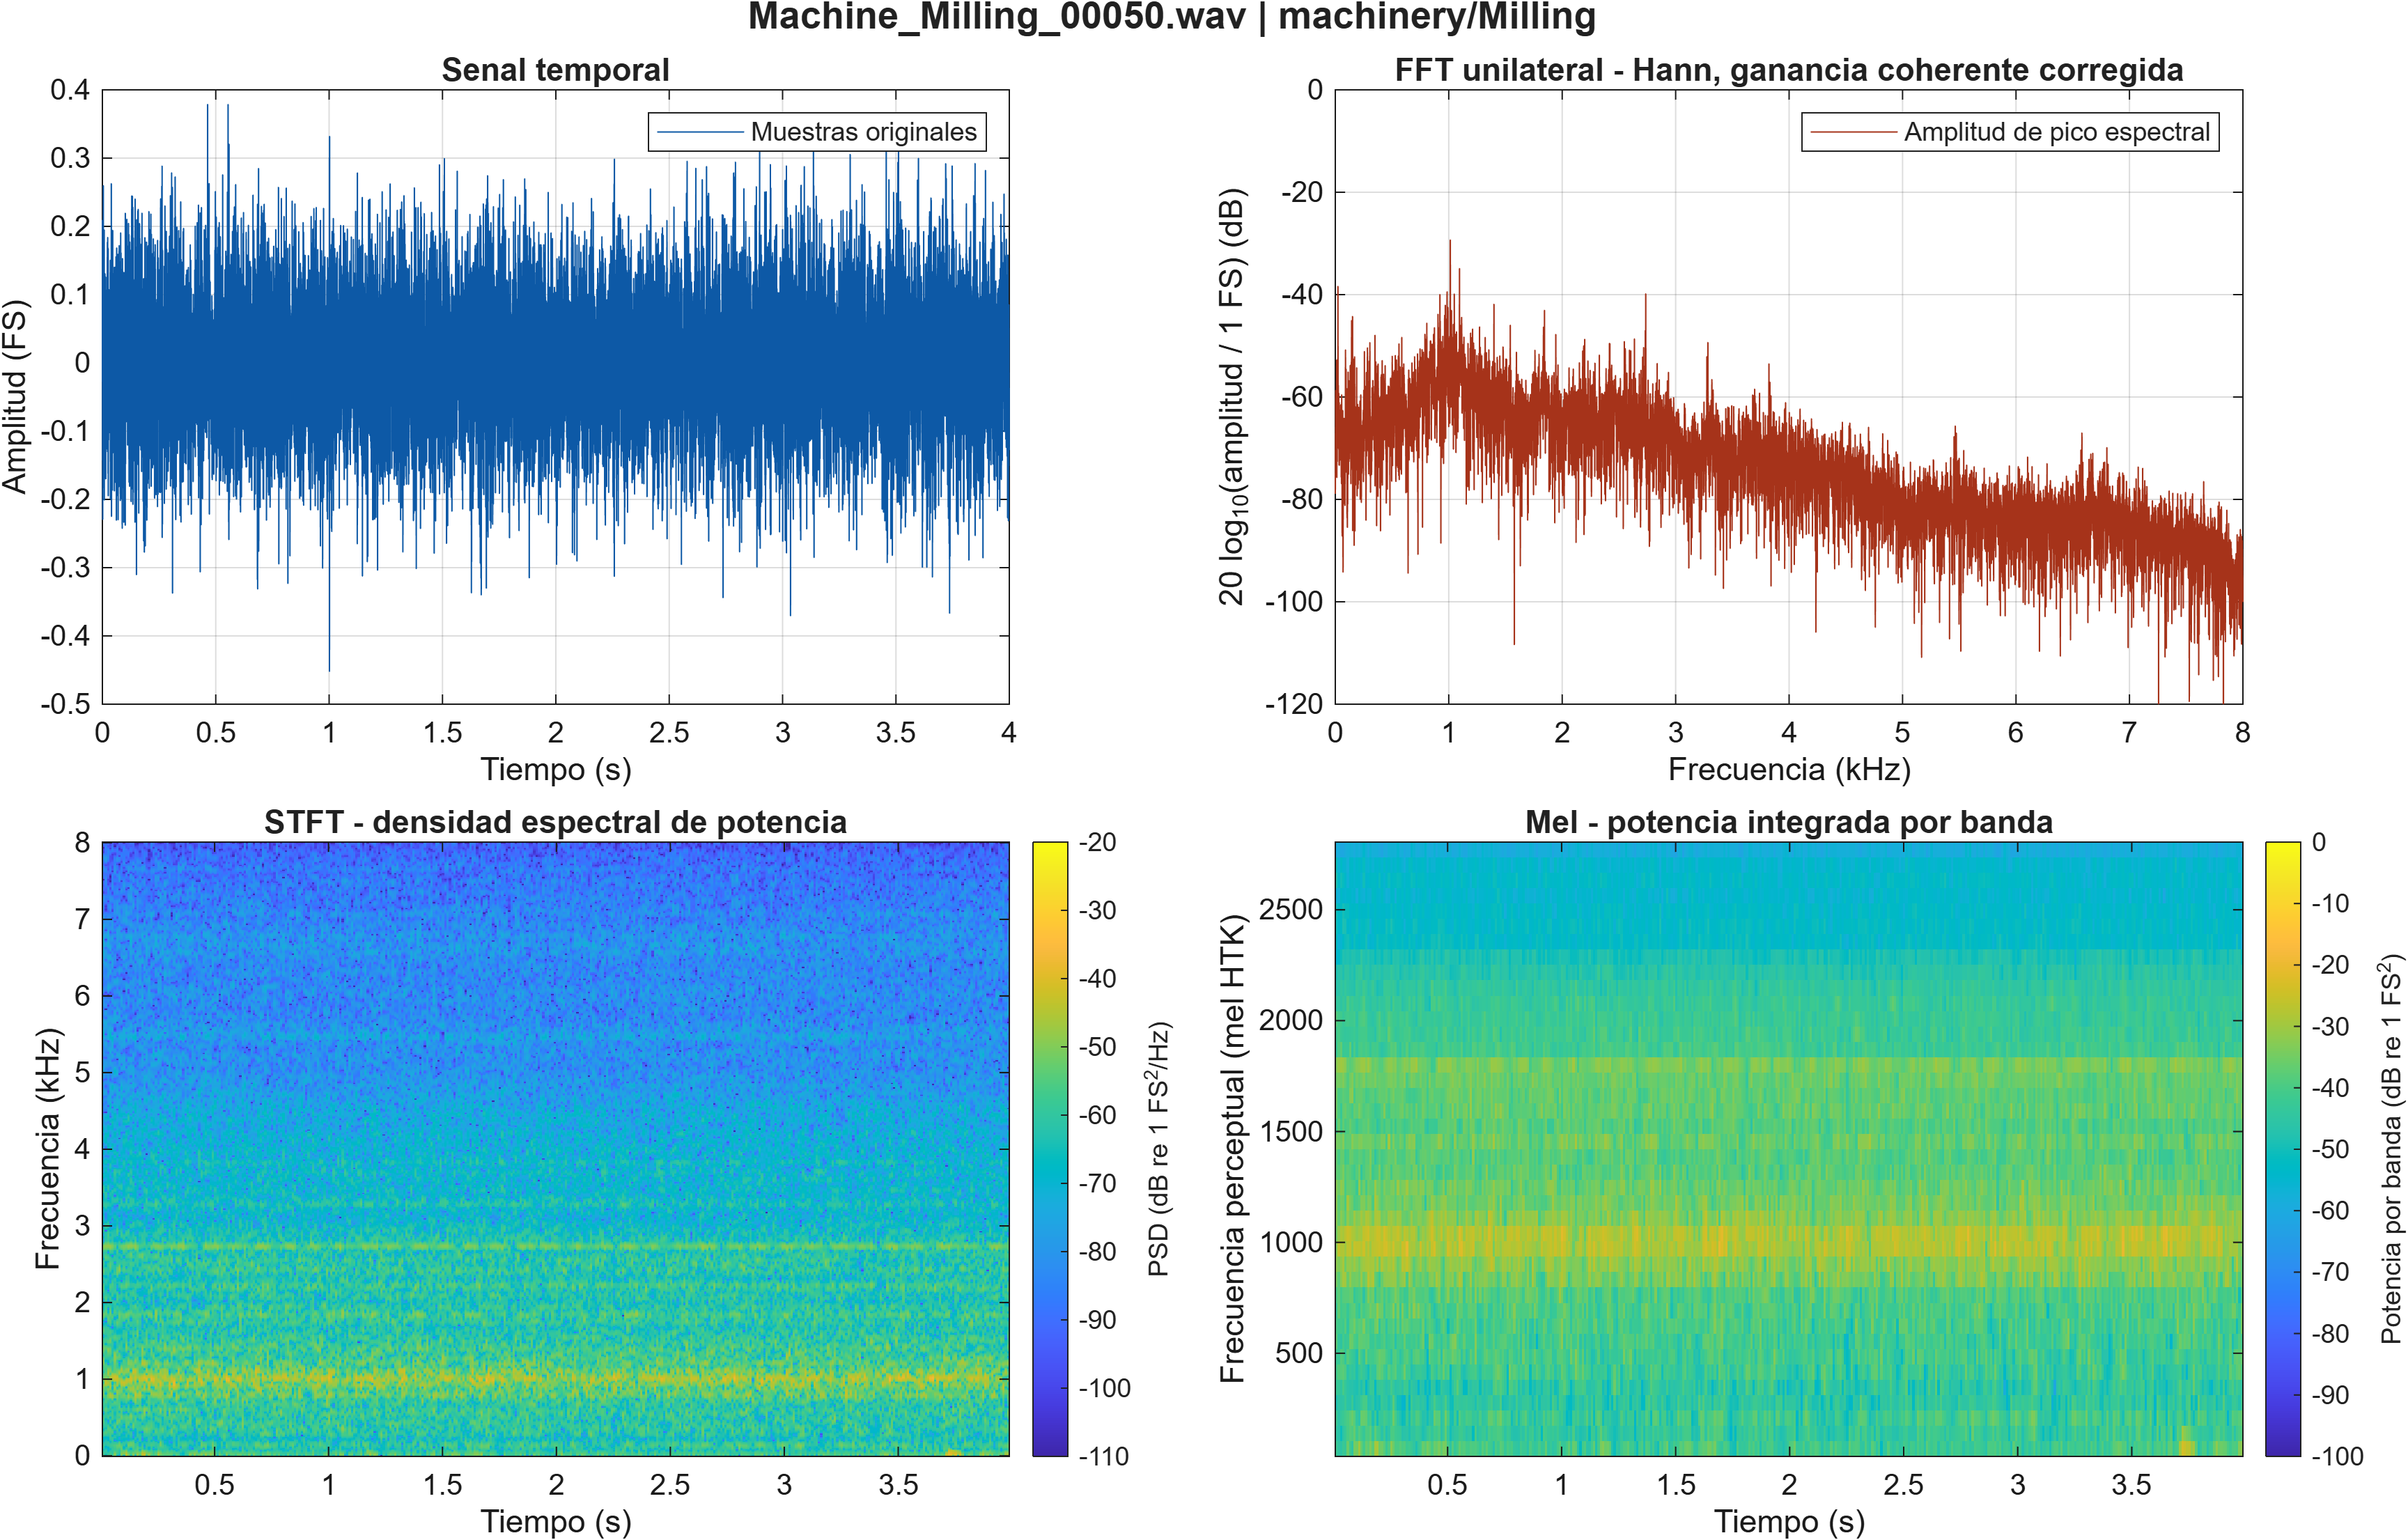 Machine_Milling_00050.wav | machinery/Milling
Senal temporal
Muestras originales
Amplitud (FS)
0.4
0.3
0.2
0.1
0
-0.1
-0.2
-0.3
-0.4
-0.5
0 0.5 1 1.5 2 2.5 3 3.5 4
Tiempo (s)
FFT unilateral - Hann, ganancia coherente corregida
Amplitud de pico espectral
20 log10(amplitud / 1 FS) (dB)
0
-20
-40
-60
-80
-100
-120
0 1 2 3 4 5 6 7 8
Frecuencia (kHz)
STFT - densidad espectral de potencia
Frecuencia (kHz)
8
7
6
5
4
3
2
1
0
0.5 1 1.5 2 2.5 3 3.5
Tiempo (s)
-20
-30
-40
-50
-60
-70
-80
-90
-100
-110
PSD (dB re 1 FS²/Hz)
Mel - potencia integrada por banda
Frecuencia perceptual (mel HTK)
2500
2000
1500
1000
500
0.5 1 1.5 2 2.5 3 3.5
Tiempo (s)
0
-10
-20
-30
-40
-50
-60
-70
-80
-90
-100
Potencia por banda (dB re 1 FS²)